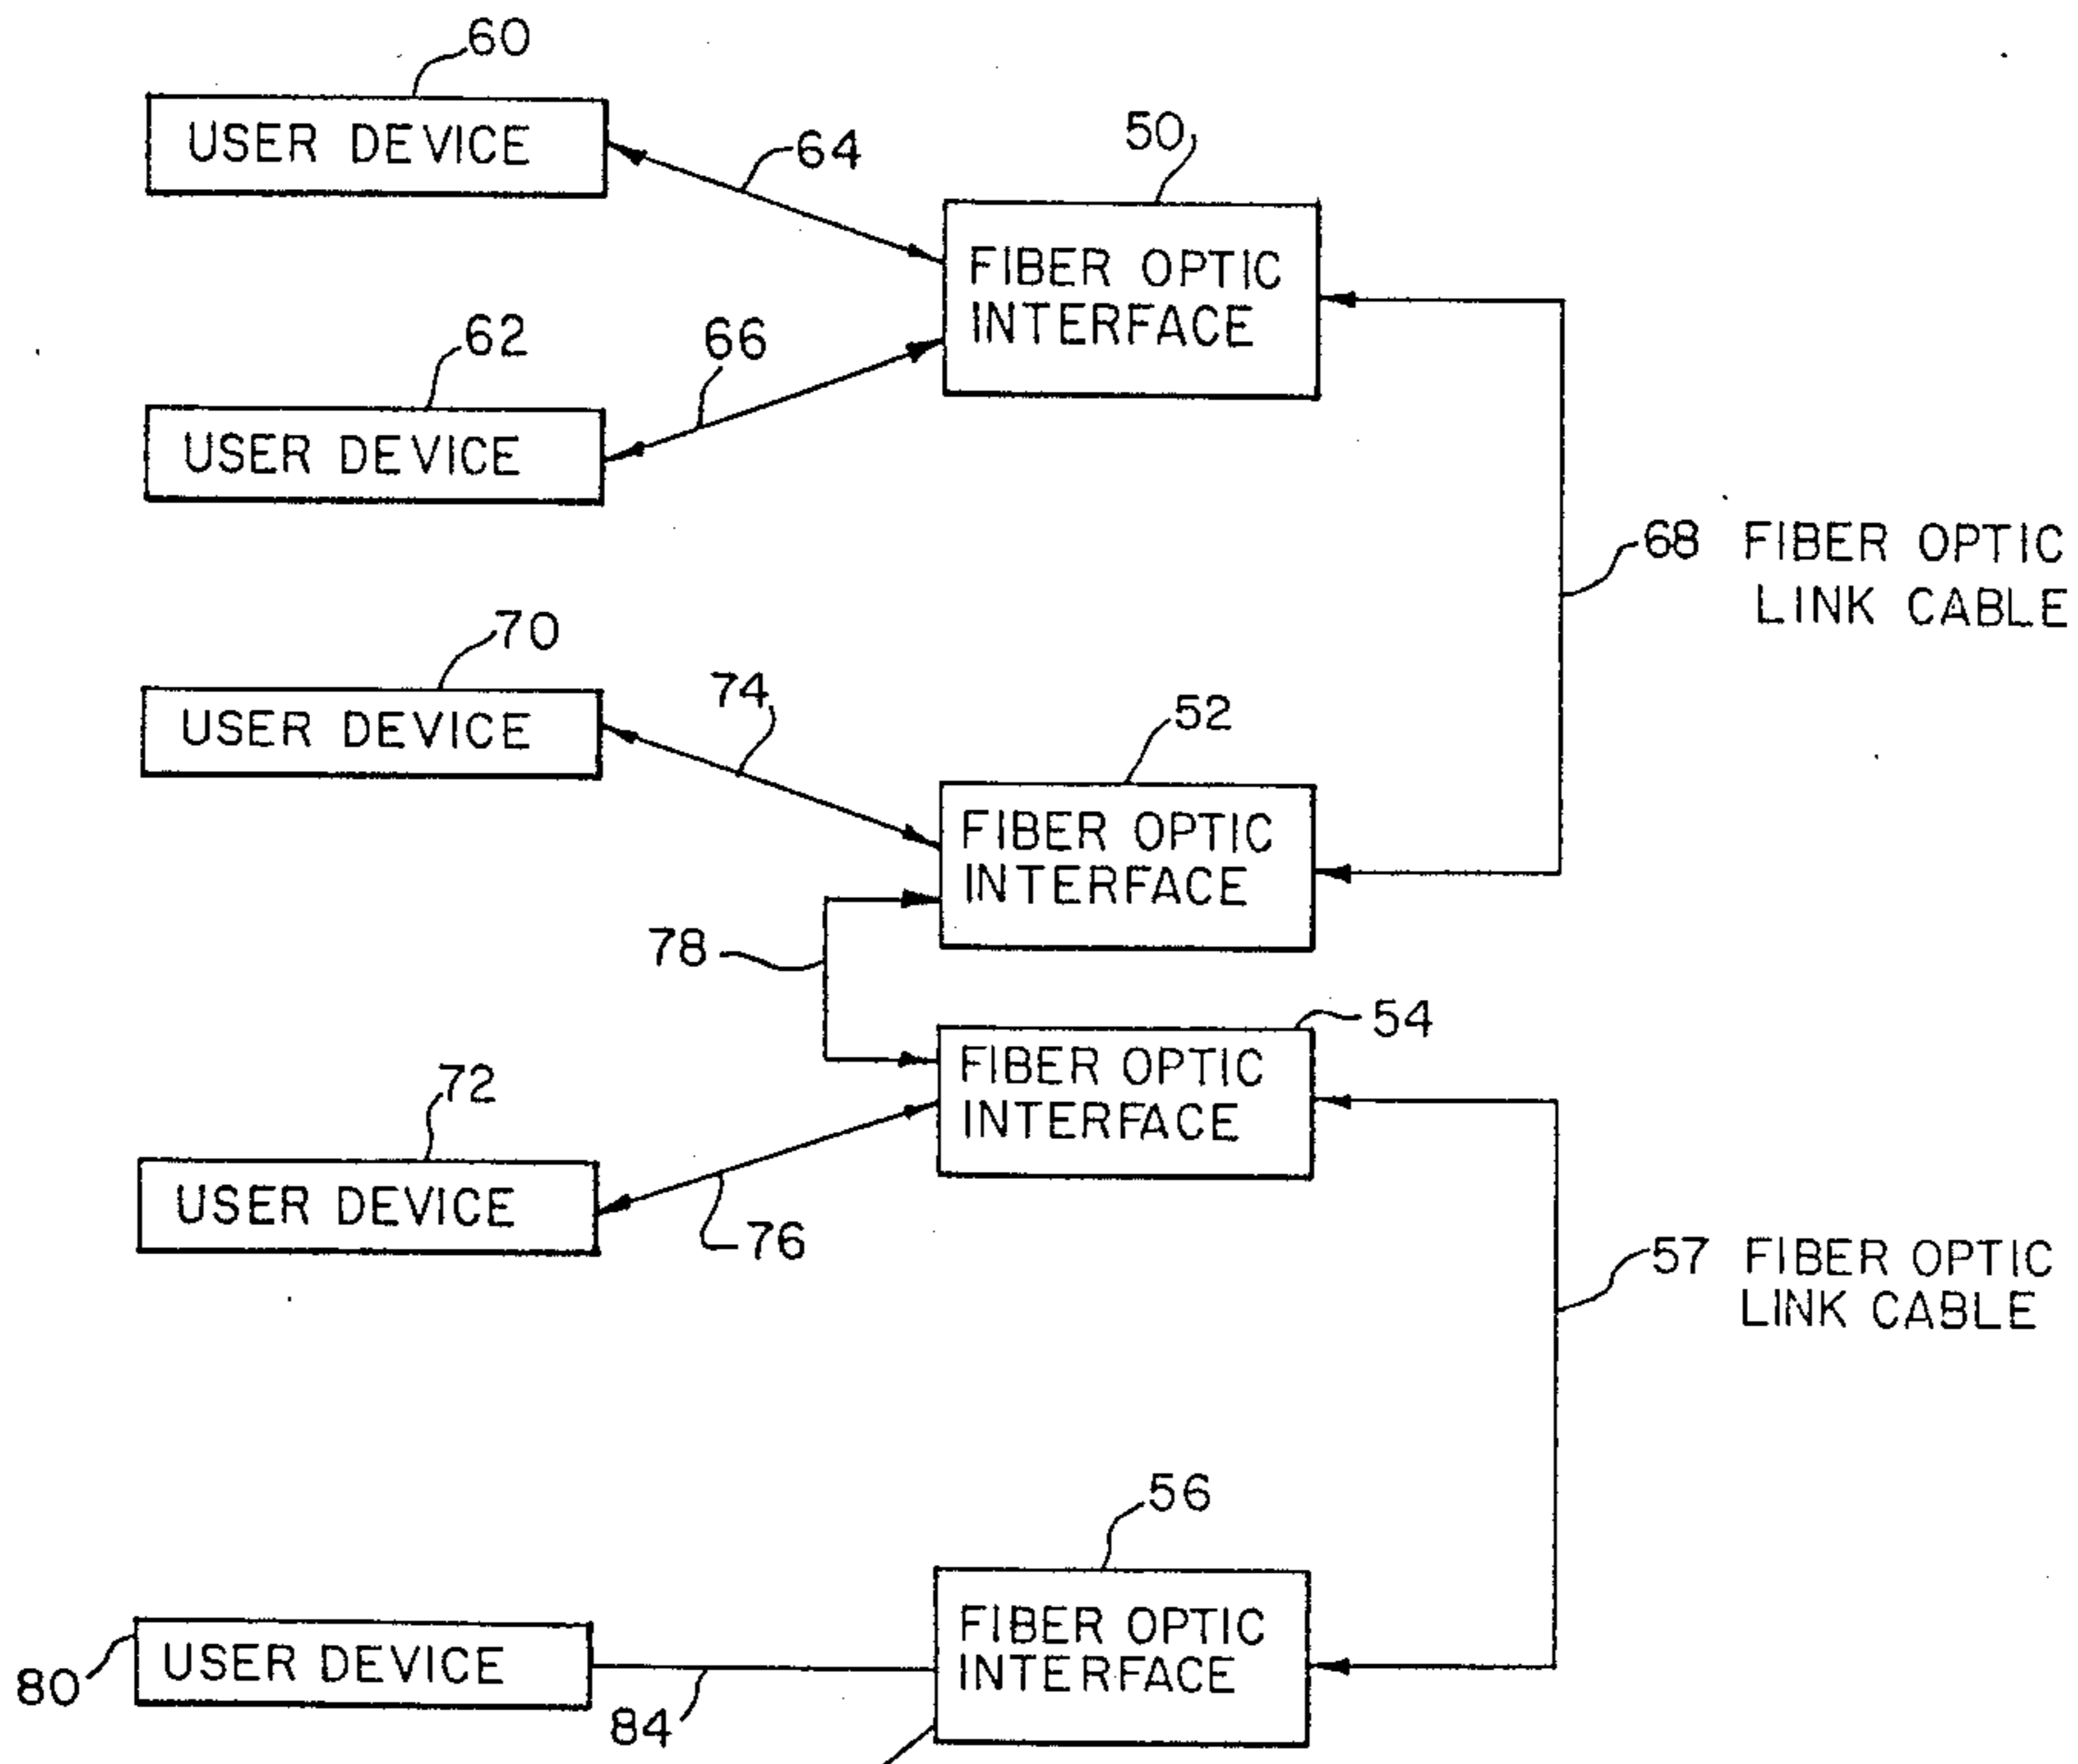 60
USER DEVICE
64
50
FIBER OPTIC
INTERFACE
62
66
USER DEVICE
68 FIBER OPTIC
LINK CABLE
70
74
52
USER DEVICE
FIBER OPTIC
INTERFACE
78
54
FIBER OPTIC
INTERFACE
72
USER DEVICE
76
57 FIBER OPTIC
LINK CABLE
56
FIBER OPTIC
INTERFACE
80
USER DEVICE
84